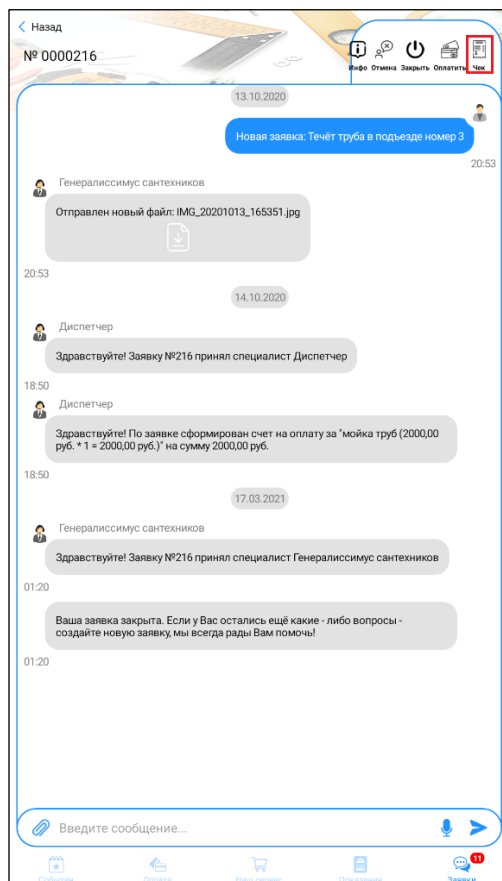 Назад
№ 0000216
Инфо Отмена Закрыть Оплатить Чек
13.10.2020
Новая заявка: Течёт труба в подъезде номер 3
20:53
Генералиссимус сантехников
Отправлен новый файл: IMG_20201013_165351.jpg
20:53
14.10.2020
Диспетчер
Здравствуйте! Заявку №216 принял специалист Диспетчер
18:50
Диспетчер
Здравствуйте! По заявке сформирован счет на оплату за "мойка труб (2000,00
руб. * 1 = 2000,00 руб.)" на сумму 2000,00 руб.
18:50
17.03.2021
Генералиссимус сантехников
Здравствуйте! Заявку №216 принял специалист Генералиссимус сантехников
01:20
Ваша заявка закрыта. Если у Вас остались ещё какие - либо вопросы -
создайте новую заявку, мы всегда рады Вам помочь!
01:20
Введите сообщение...
11
События Оплата Наш сервис Показания Заявки